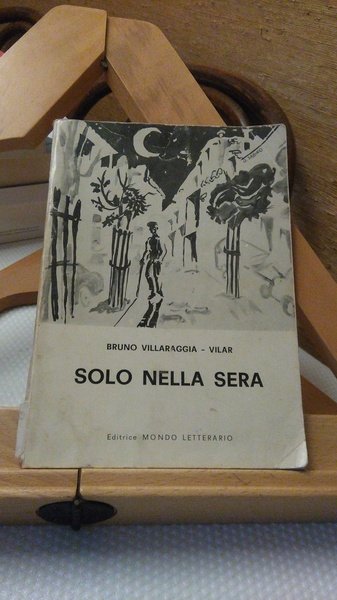 BRUNO VILLARAGGIA - VILAR
SOLO NELLA SERA
Editrice MONDO LETTERARIO